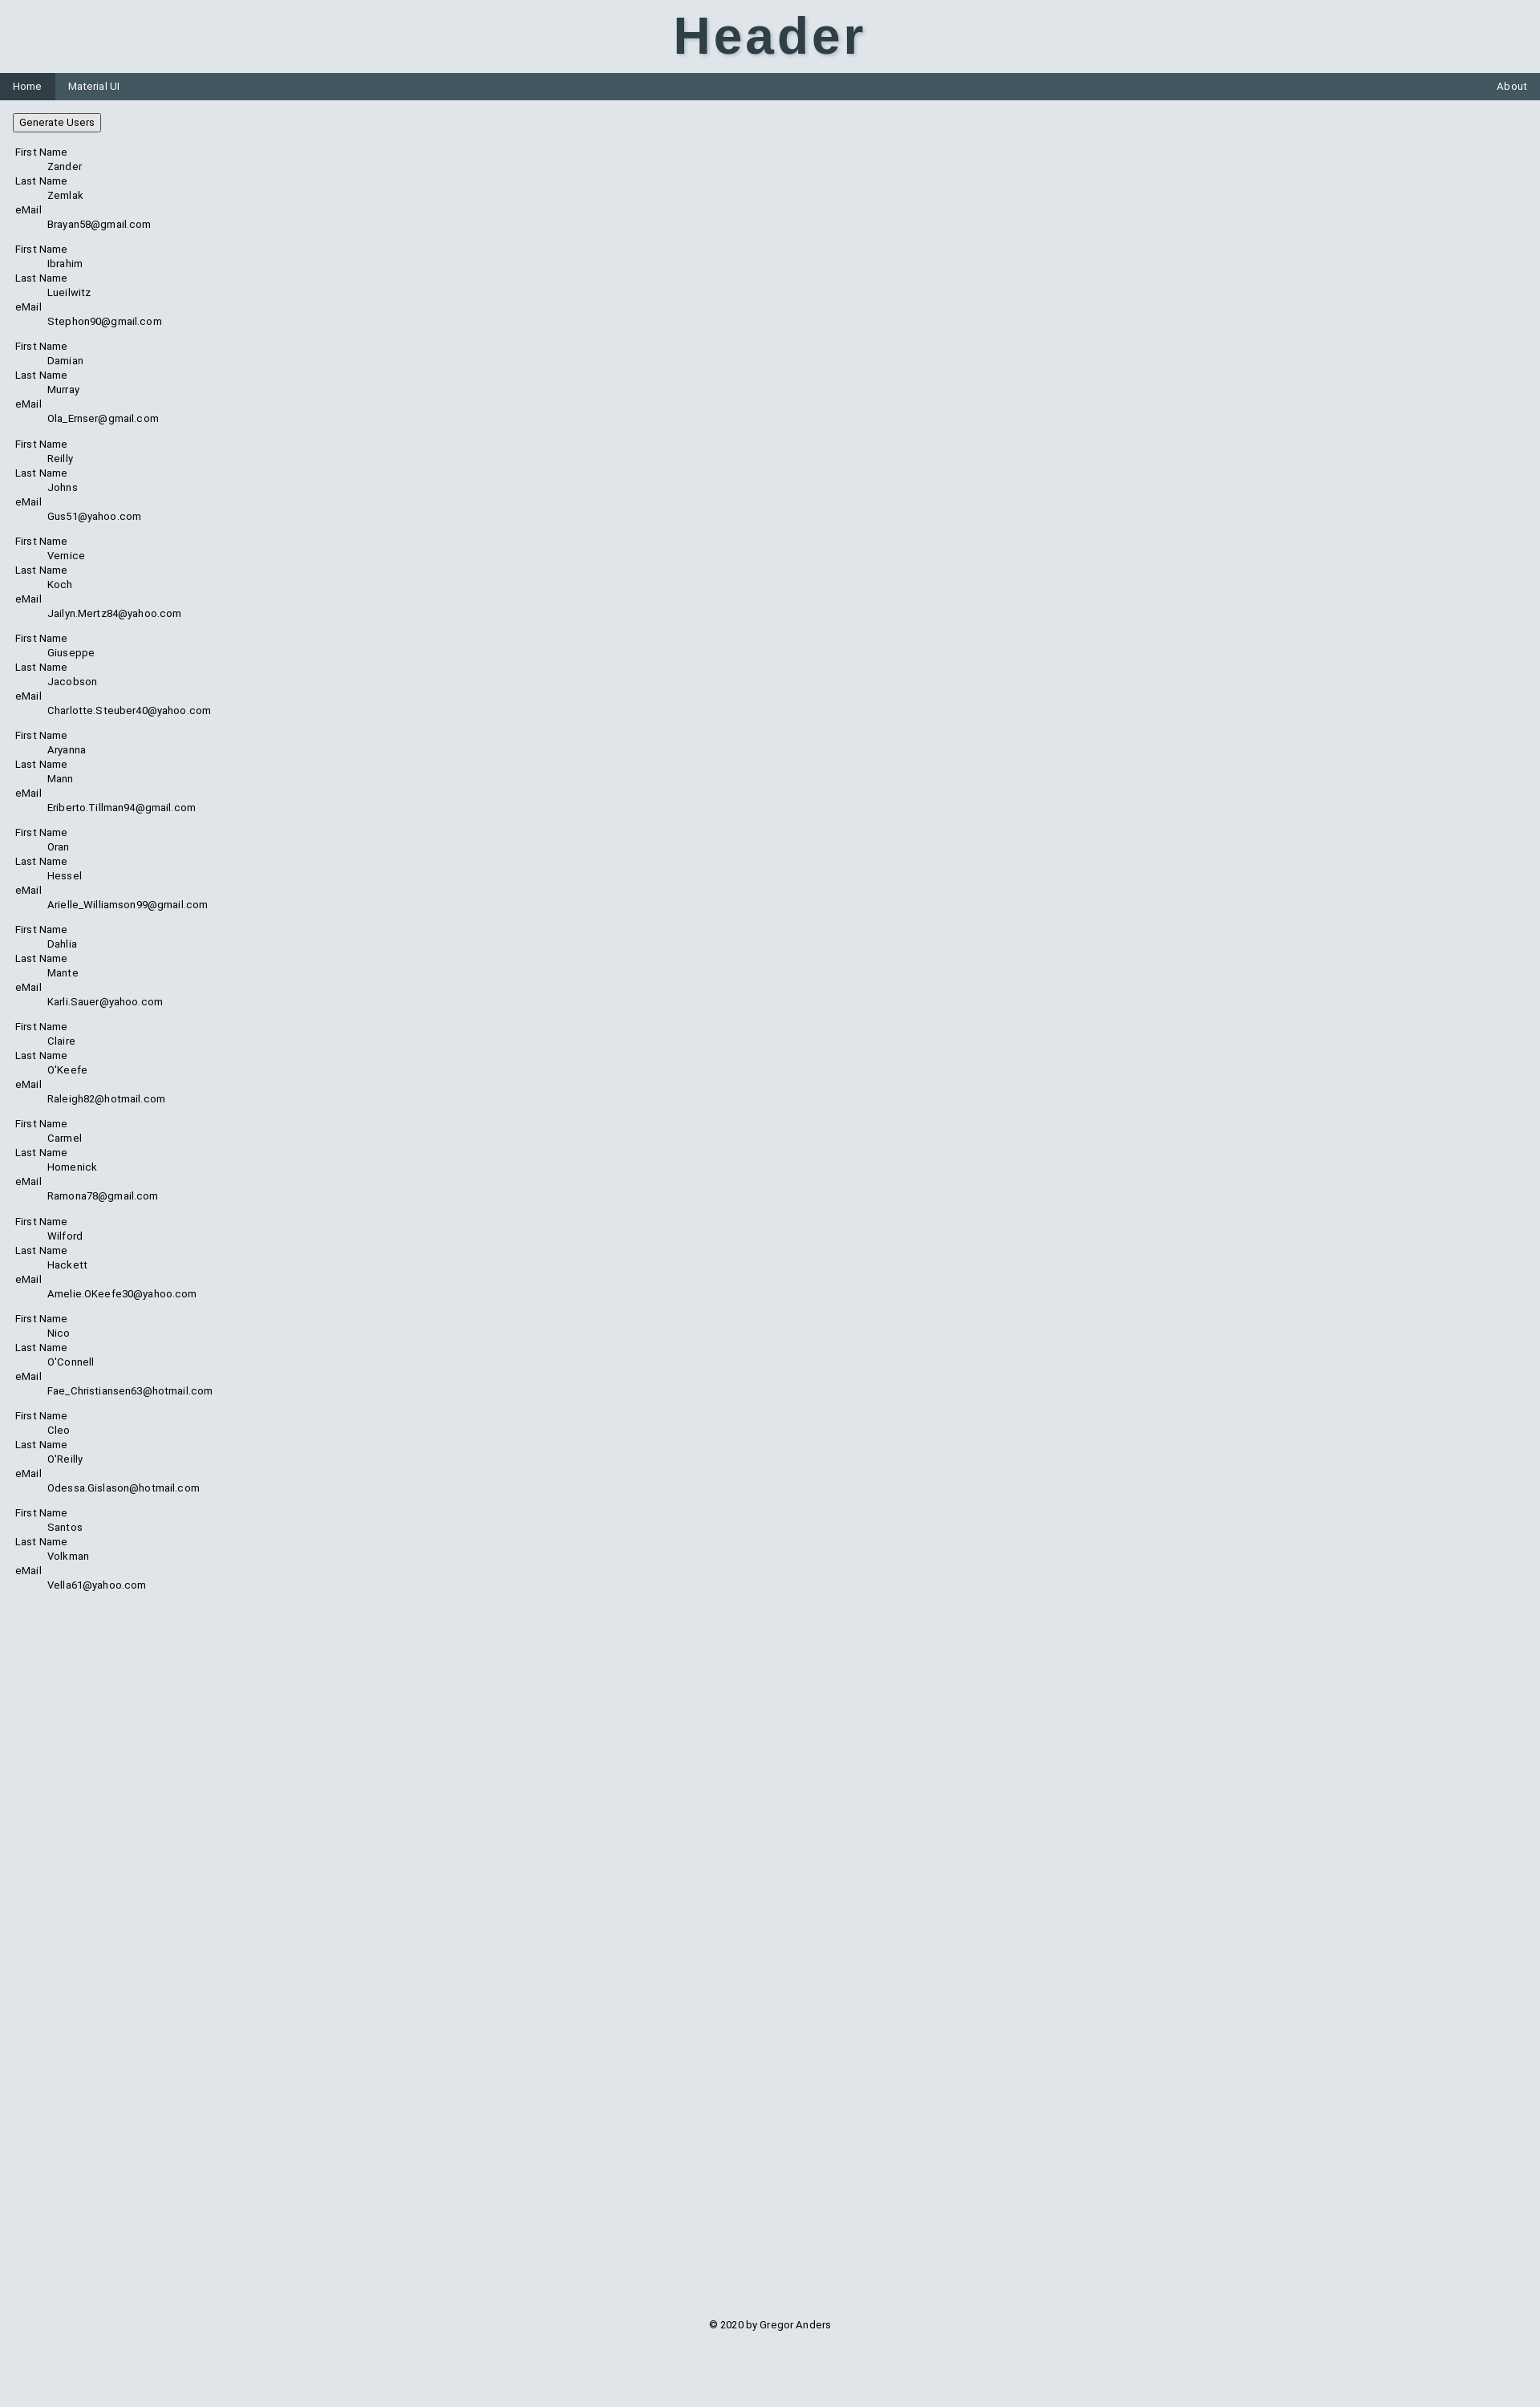 Header
Home Material UI About
Generate Users
First Name
Zander
Last Name
Zemlak
eMail
Brayan58@gmail.com
First Name
Ibrahim
Last Name
Lueilwitz
eMail
Stephon90@gmail.com
First Name
Damian
Last Name
Murray
eMail
Ola_Ernser@gmail.com
First Name
Reilly
Last Name
Johns
eMail
Gus51@yahoo.com
First Name
Vernice
Last Name
Koch
eMail
Jailyn.Mertz84@yahoo.com
First Name
Giuseppe
Last Name
Jacobson
eMail
Charlotte.Steuber40@yahoo.com
First Name
Aryanna
Last Name
Mann
eMail
Eriberto.Tillman94@gmail.com
First Name
Oran
Last Name
Hessel
eMail
Arielle_Williamson99@gmail.com
First Name
Dahlia
Last Name
Mante
eMail
Karli.Sauer@yahoo.com
First Name
Claire
Last Name
O'Keefe
eMail
Raleigh82@hotmail.com
First Name
Carmel
Last Name
Homenick
eMail
Ramona78@gmail.com
First Name
Wilford
Last Name
Hackett
eMail
Amelie.OKeefe30@yahoo.com
First Name
Nico
Last Name
O'Connell
eMail
Fae_Christiansen63@hotmail.com
First Name
Cleo
Last Name
O'Reilly
eMail
Odessa.Gislason@hotmail.com
First Name
Santos
Last Name
Volkman
eMail
Vella61@yahoo.com
© 2020 by Gregor Anders